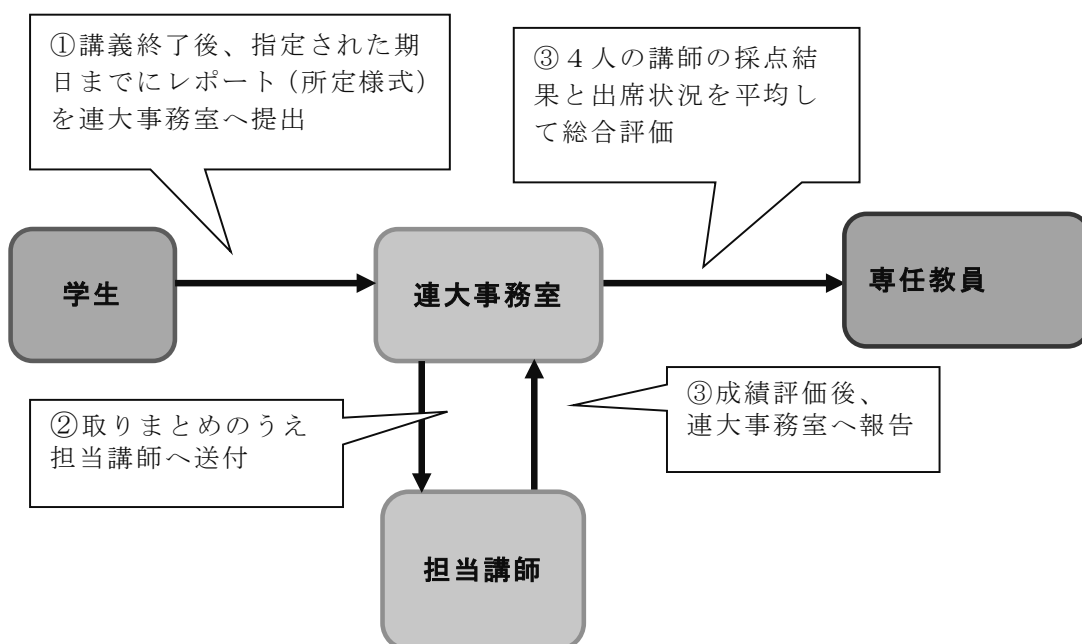 ①講義終了後、指定された期
日までにレポート（所定様式）
を連大事務室へ提出
③４人の講師の採点結
果と出席状況を平均し
て総合評価
学生
連大事務室
専任教員
②取りまとめのうえ
担当講師へ送付
③成績評価後、
連大事務室へ報告
担当講師